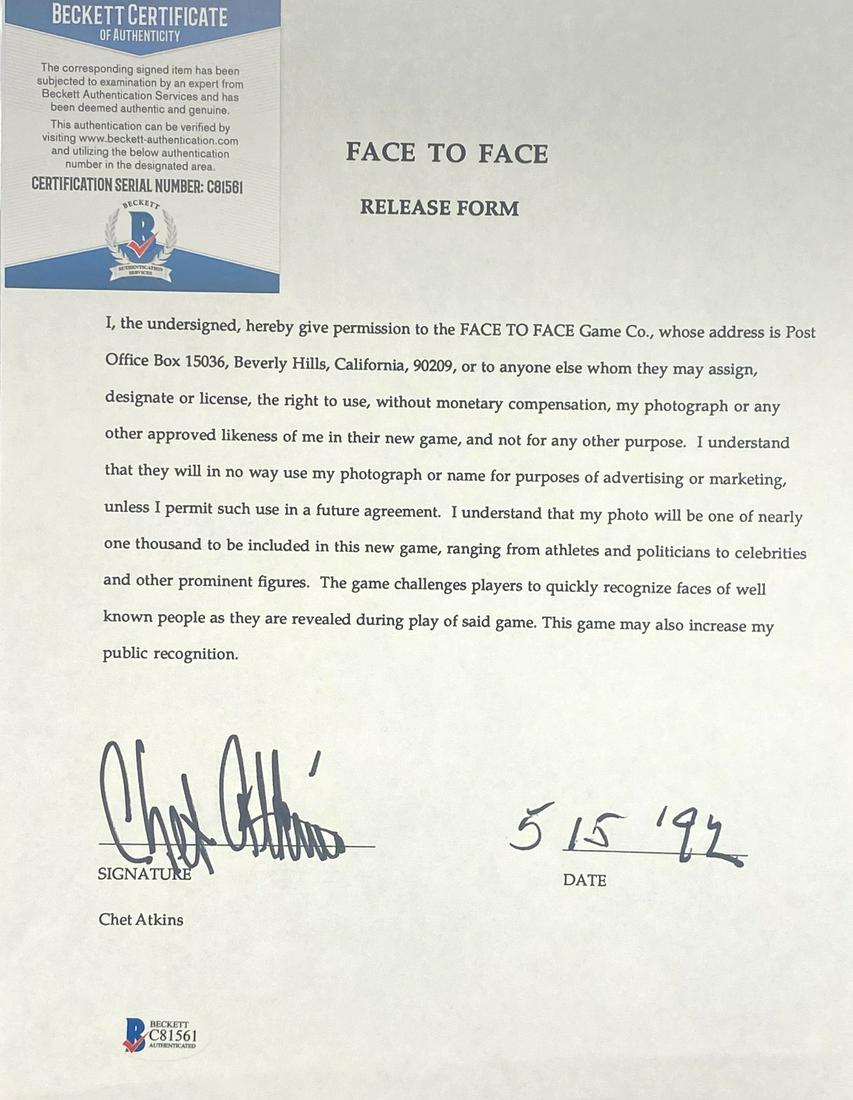 BECKETT CERTIFICATE
OF AUTHENTICITY
The corresponding signed item has been
subjected to examination by an expert from
Beckett Authentication Services and has
been deemed authentic and genuine.
This authentication can be verified by
visiting www.beckett-authentication.com
and utilizing the below authentication
number in the designated area.
CERTIFICATION SERIAL NUMBER: C81561
BECKETT
B
AUTHENTICATION
SERVICES
FACE TO FACE
RELEASE FORM
I, the undersigned, hereby give permission to the FACE TO FACE Game Co., whose address is Post
Office Box 15036, Beverly Hills, California, 90209, or to anyone else whom they may assign,
designate or license, the right to use, without monetary compensation, my photograph or any
other approved likeness of me in their new game, and not for any other purpose. I understand
that they will in no way use my photograph or name for purposes of advertising or marketing,
unless I permit such use in a future agreement. I understand that my photo will be one of nearly
one thousand to be included in this new game, ranging from athletes and politicians to celebrities
and other prominent figures. The game challenges players to quickly recognize faces of well
known people as they are revealed during play of said game. This game may also increase my
public recognition.
Chet Atkins
5 15 '92
SIGNATURE
DATE
Chet Atkins
B
BECKETT
C81561
AUTHENTICATED